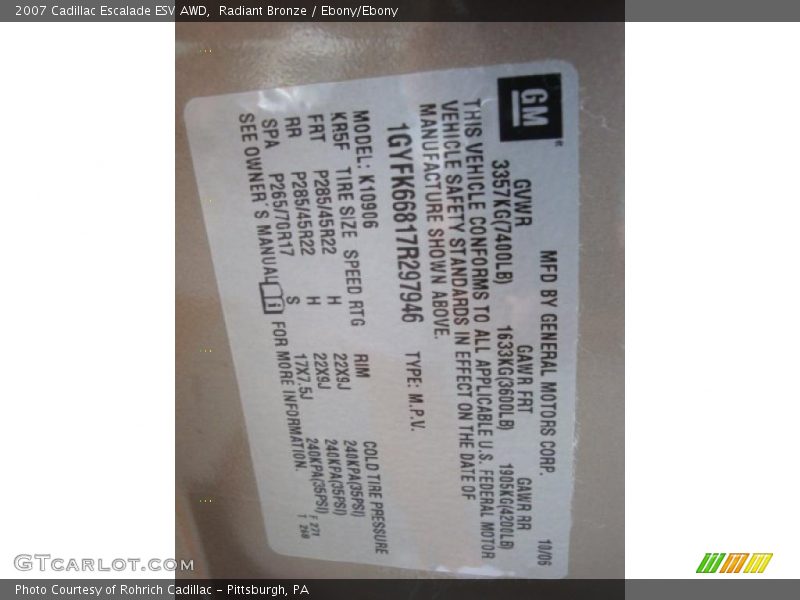 2007 Cadillac Escalade ESV AWD,  Radiant Bronze / Ebony/Ebony
GM
MFD BY GENERAL MOTORS CORP. 10/06
GVWR GAWR FRT GAWR RR
3357KG(7400LB) 1633KG(3600LB) 1905KG(4200LB)
THIS VEHICLE CONFORMS TO ALL APPLICABLE U.S. FEDERAL MOTOR
VEHICLE SAFETY STANDARDS IN EFFECT ON THE DATE OF
MANUFACTURE SHOWN ABOVE.
1GYFK66817R297946 TYPE: M.P.V.
MODEL: K10906
KR5F TIRE SIZE SPEED RTG RIM COLD TIRE PRESSURE
FRT P285/45R22 H 22X9J 240KPA(35PSI)
RR P285/45R22 H 22X9J 240KPA(35PSI)
SPA P265/70R17 S 17X7.5J 240KPA(35PSI)
SEE OWNER'S MANUAL i FOR MORE INFORMATION.
F 271
T 268
GTCarlot.com
Photo Courtesy of Rohrich Cadillac - Pittsburgh, PA